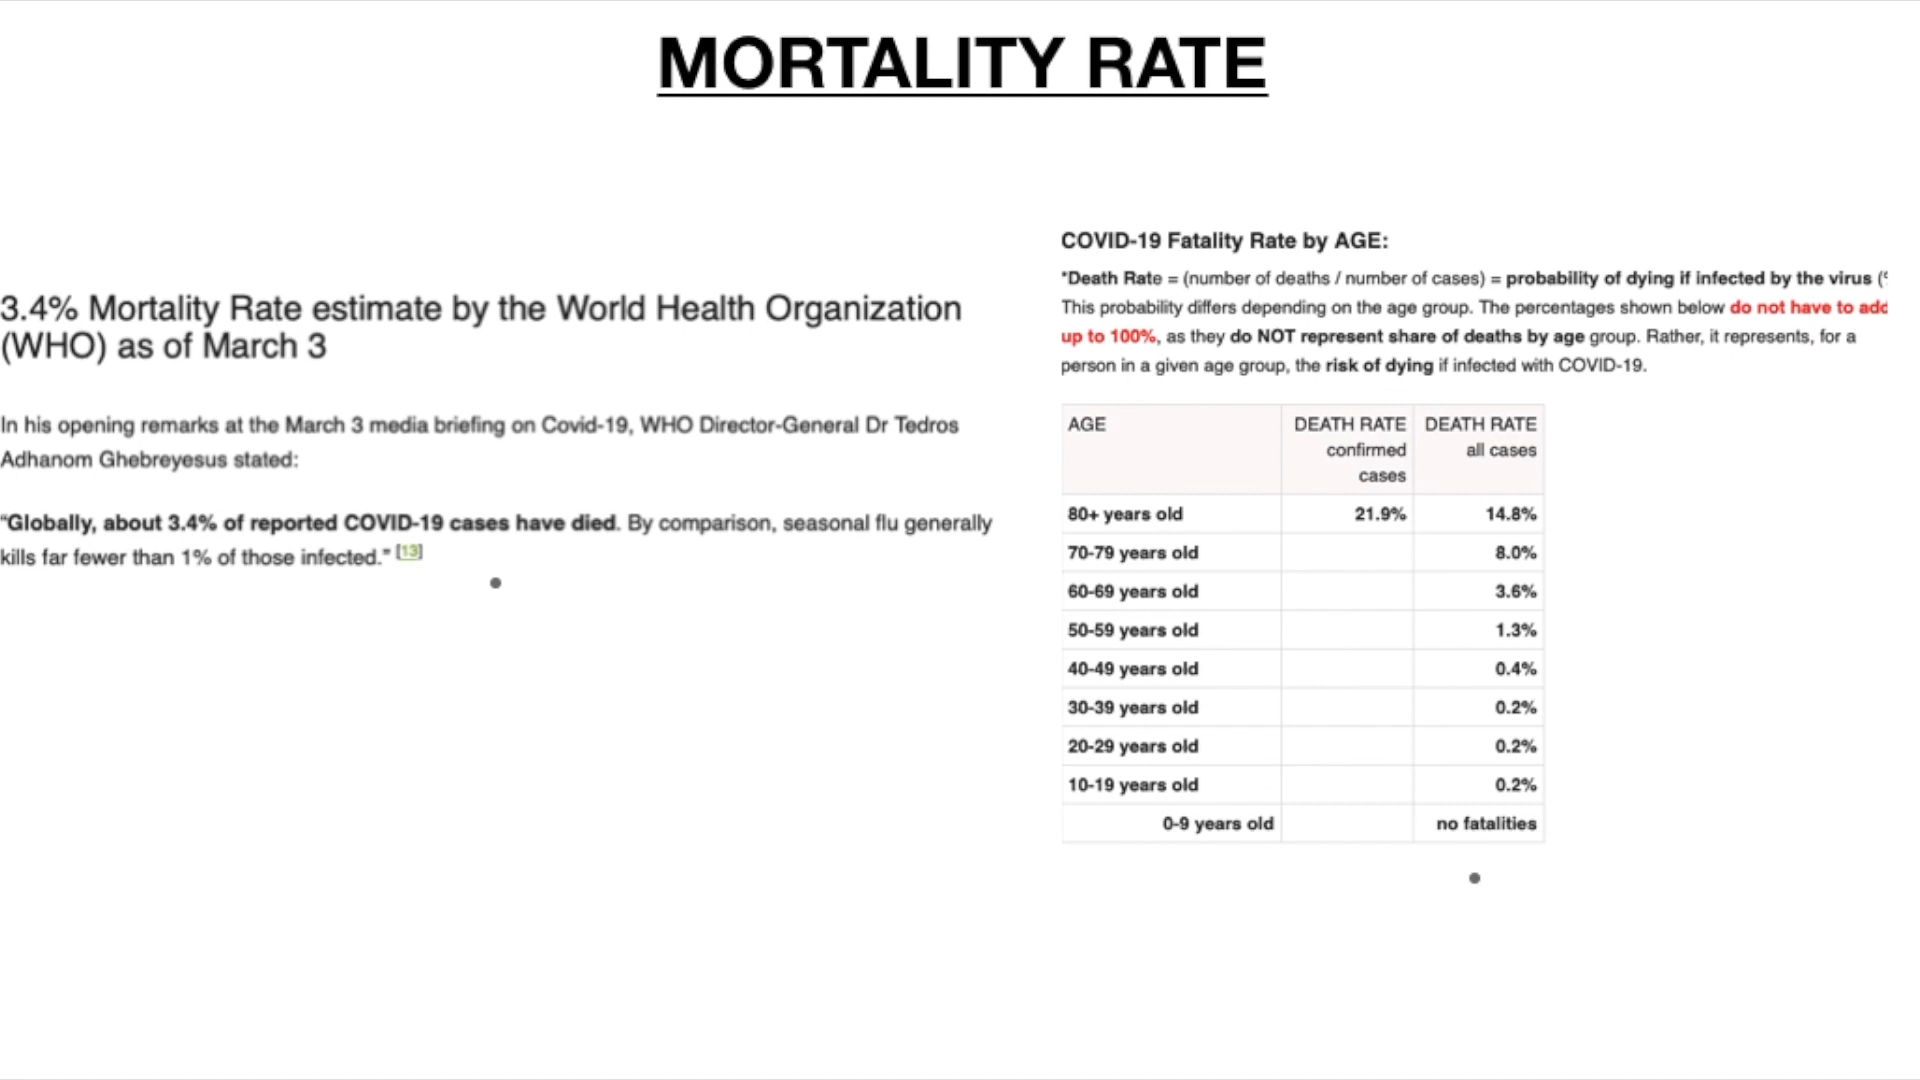 MORTALITY RATE
3.4% Mortality Rate estimate by the World Health Organization
(WHO) as of March 3
In his opening remarks at the March 3 media briefing on Covid-19, WHO Director-General Dr Tedros
Adhanom Ghebreyesus stated:
"Globally, about 3.4% of reported COVID-19 cases have died. By comparison, seasonal flu generally
kills far fewer than 1% of those infected." [13]
COVID-19 Fatality Rate by AGE:
*Death Rate = (number of deaths / number of cases) = probability of dying if infected by the virus (
This probability differs depending on the age group. The percentages shown below do not have to add
up to 100%, as they do NOT represent share of deaths by age group. Rather, it represents, for a
person in a given age group, the risk of dying if infected with COVID-19.
AGE DEATH RATE confirmed cases DEATH RATE all cases
80+ years old 21.9% 14.8%
70-79 years old 8.0%
60-69 years old 3.6%
50-59 years old 1.3%
40-49 years old 0.4%
30-39 years old 0.2%
20-29 years old 0.2%
10-19 years old 0.2%
0-9 years old no fatalities